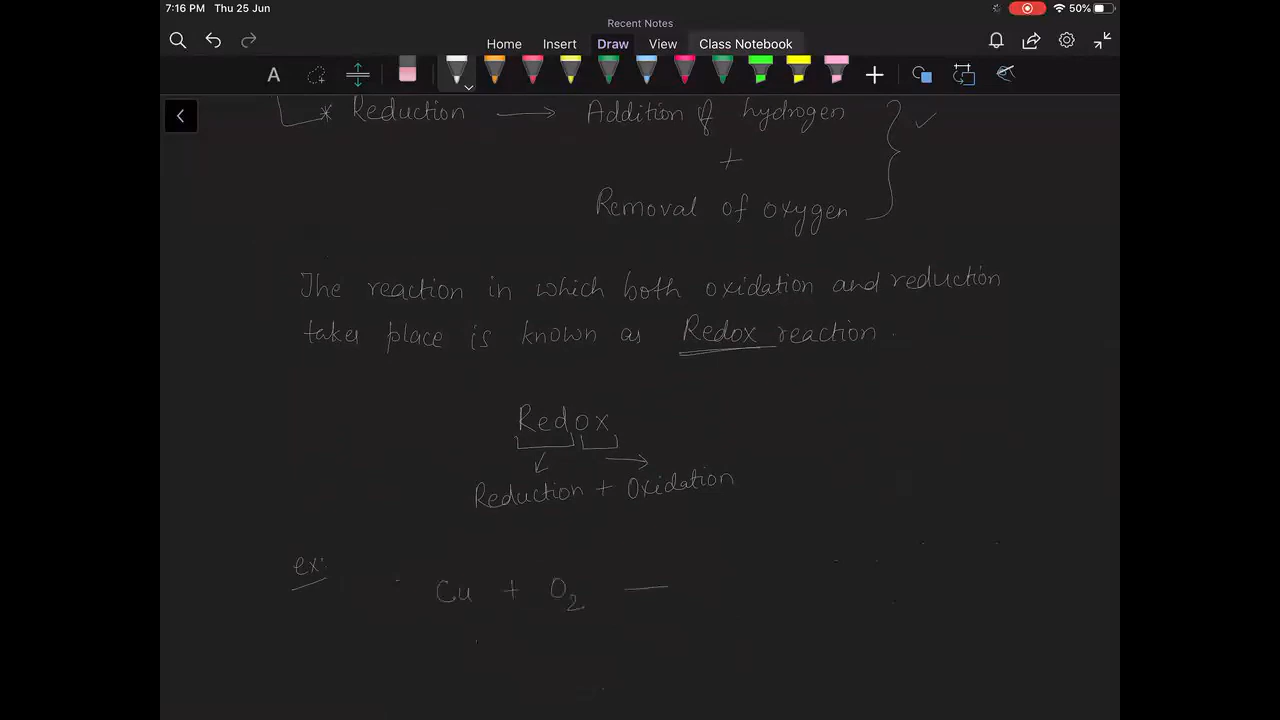 7:16 PM Thu 25 Jun
50%
Recent Notes
Home Insert Draw View Class Notebook
A
* Reduction → Addition of hydrogen
+
Removal of oxygen
The reaction in which both oxidation and reduction
takes place is known as Redox reaction.
Redox
Reduction + Oxidation
ex:
Cu + O2 —